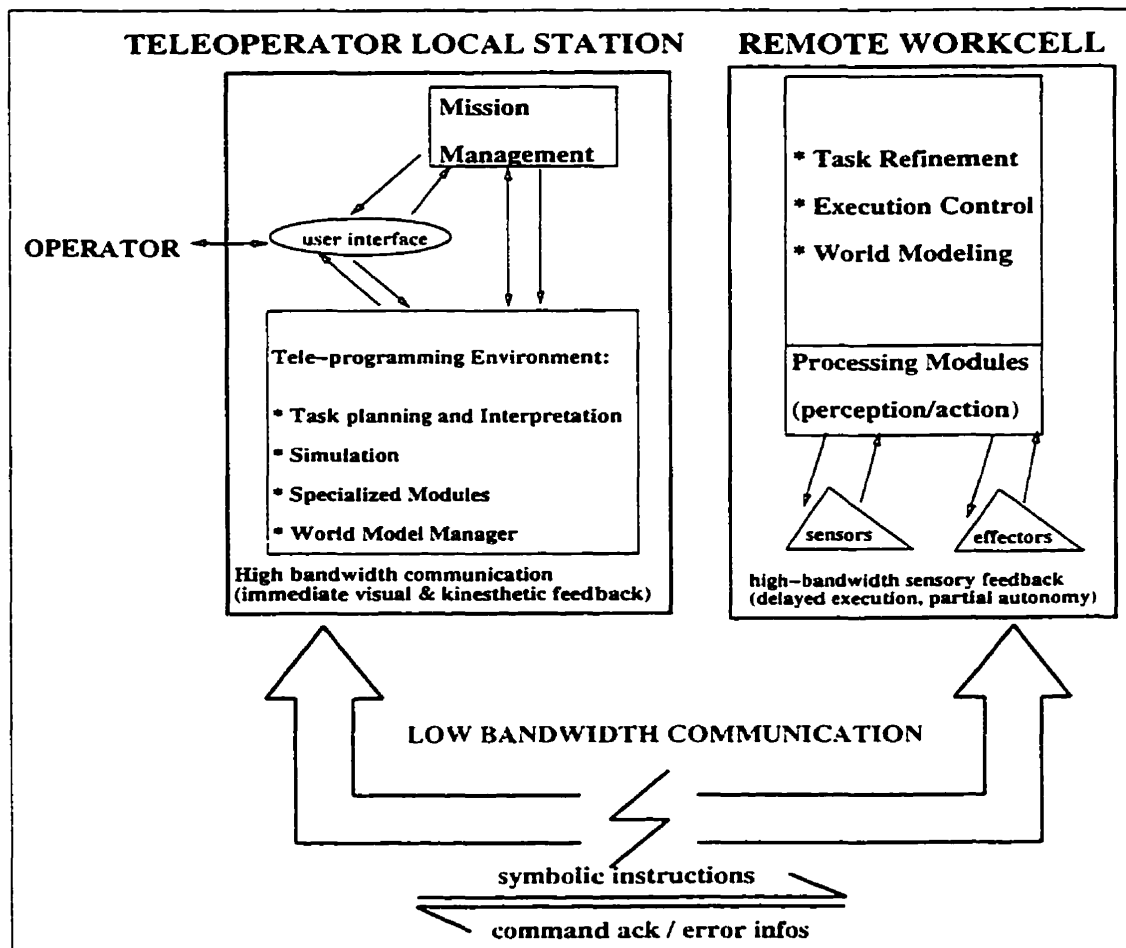 TELEOPERATOR LOCAL STATION
Mission
Management
OPERATOR
user interface
Tele-programming Environment:
* Task planning and Interpretation
* Simulation
* Specialized Modules
* World Model Manager
High bandwidth communication
(immediate visual & kinesthetic feedback)
REMOTE WORKCELL
* Task Refinement
* Execution Control
* World Modeling
Processing Modules
(perception/action)
sensors
effectors
high-bandwidth sensory feedback
(delayed execution, partial autonomy)
LOW BANDWIDTH COMMUNICATION
symbolic instructions
command ack / error infos